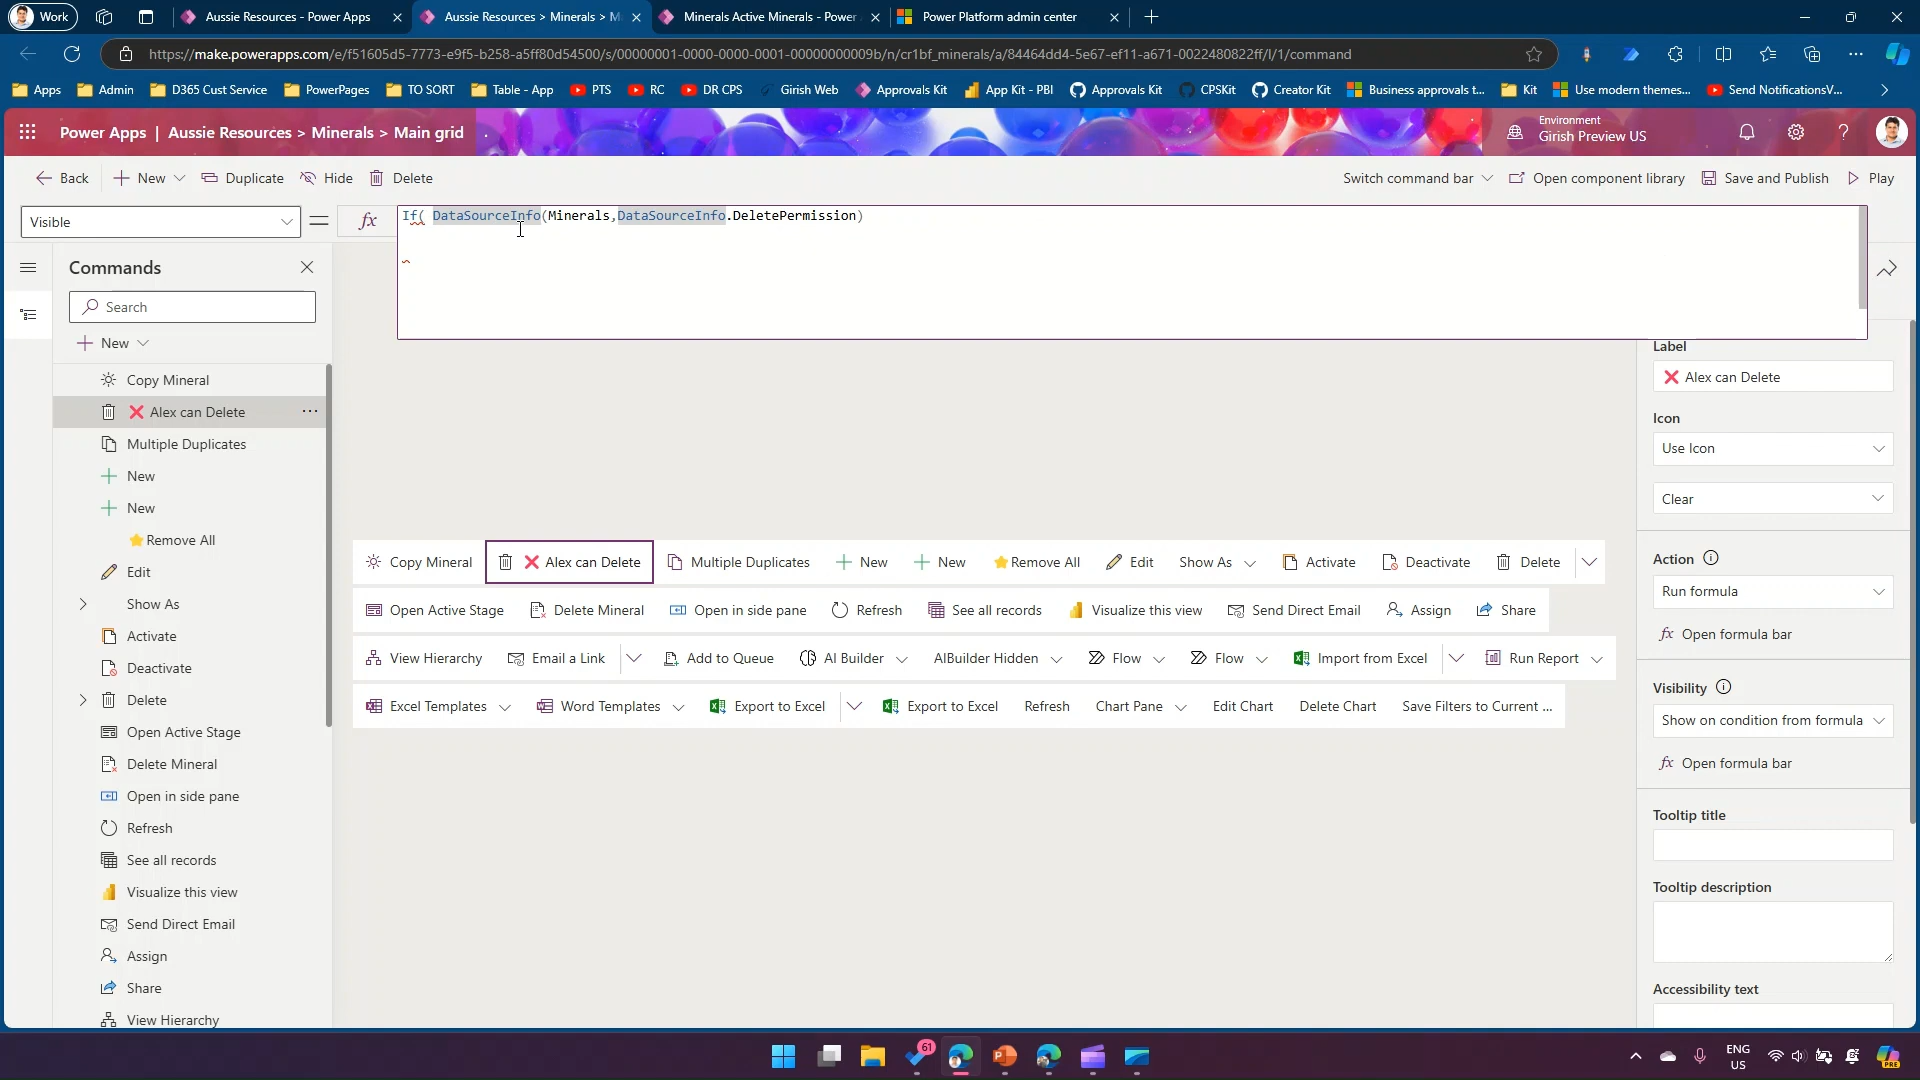 Work
Aussie Resources - Power Apps
Aussie Resources > Minerals > M
Minerals Active Minerals - Power
Power Platform admin center
https://make.powerapps.com/e/f51605d5-7773-e9f5-b258-a5ff80d54500/s/00000001-0000-0000-0001-00000000009b/n/cr1bf_minerals/a/84464dd4-5e67-ef11-a671-0022480822ff/l/1/command
Apps
Admin
D365 Cust Service
PowerPages
TO SORT
Table - App
PTS
RC
DR CPS
Girish Web
Approvals Kit
App Kit - PBI
Approvals Kit
CPSKit
Creator Kit
Business approvals t...
Kit
Use modern themes...
Send NotificationsV...
Power Apps | Aussie Resources > Minerals > Main grid
Environment
Girish Preview US
Back
New
Duplicate
Hide
Delete
Switch command bar
Open component library
Save and Publish
Play
Visible
fx
If( DataSourceInfo(Minerals,DataSourceInfo.DeletePermission)
Commands
Search
New
Copy Mineral
Alex can Delete
Multiple Duplicates
New
New
Remove All
Edit
Show As
Activate
Deactivate
Delete
Open Active Stage
Delete Mineral
Open in side pane
Refresh
See all records
Visualize this view
Send Direct Email
Assign
Share
View Hierarchy
Copy Mineral
Alex can Delete
Multiple Duplicates
New
New
Remove All
Edit
Show As
Activate
Deactivate
Delete
Open Active Stage
Delete Mineral
Open in side pane
Refresh
See all records
Visualize this view
Send Direct Email
Assign
Share
View Hierarchy
Email a Link
Add to Queue
AI Builder
AIBuilder Hidden
Flow
Flow
Import from Excel
Run Report
Excel Templates
Word Templates
Export to Excel
Export to Excel
Refresh
Chart Pane
Edit Chart
Delete Chart
Save Filters to Current ...
Label
Alex can Delete
Icon
Use Icon
Clear
Action
Run formula
fx Open formula bar
Visibility
Show on condition from formula
fx Open formula bar
Tooltip title
Tooltip description
Accessibility text
61
ENG
US
PRE